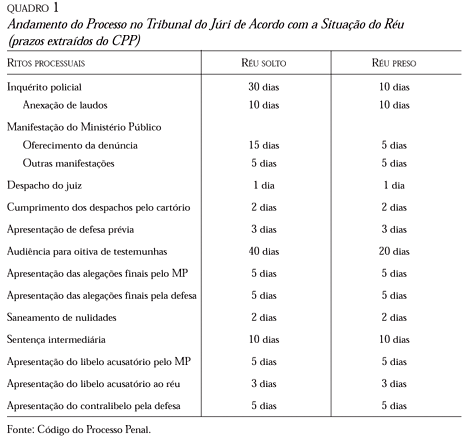 QUADRO 1
Andamento do Processo no Tribunal do Júri de Acordo com a Situação do Réu
(prazos extraídos do CPP)
RITOS PROCESSUAIS RÉU SOLTO RÉU PRESO
Inquérito policial 30 dias 10 dias
Anexação de laudos 10 dias 10 dias
Manifestação do Ministério Público
Oferecimento da denúncia 15 dias 5 dias
Outras manifestações 5 dias 5 dias
Despacho do juiz 1 dia 1 dia
Cumprimento dos despachos pelo cartório 2 dias 2 dias
Apresentação de defesa prévia 3 dias 3 dias
Audiência para oitiva de testemunhas 40 dias 20 dias
Apresentação das alegações finais pelo MP 5 dias 5 dias
Apresentação das alegações finais pela defesa 5 dias 5 dias
Saneamento de nulidades 2 dias 2 dias
Sentença intermediária 10 dias 10 dias
Apresentação do libelo acusatório pelo MP 5 dias 5 dias
Apresentação do libelo acusatório ao réu 3 dias 3 dias
Apresentação do contralibelo pela defesa 5 dias 5 dias
Fonte: Código do Processo Penal.